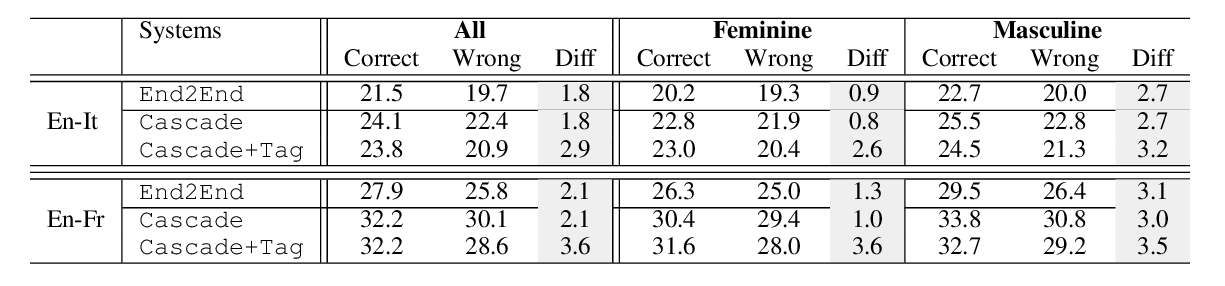 Systems All Feminine Masculine
Correct Wrong Diff Correct Wrong Diff Correct Wrong Diff
End2End 21.5 19.7 1.8 20.2 19.3 0.9 22.7 20.0 2.7
En-It Cascade 24.1 22.4 1.8 22.8 21.9 0.8 25.5 22.8 2.7
Cascade+Tag 23.8 20.9 2.9 23.0 20.4 2.6 24.5 21.3 3.2
End2End 27.9 25.8 2.1 26.3 25.0 1.3 29.5 26.4 3.1
En-Fr Cascade 32.2 30.1 2.1 30.4 29.4 1.0 33.8 30.8 3.0
Cascade+Tag 32.2 28.6 3.6 31.6 28.0 3.6 32.7 29.2 3.5